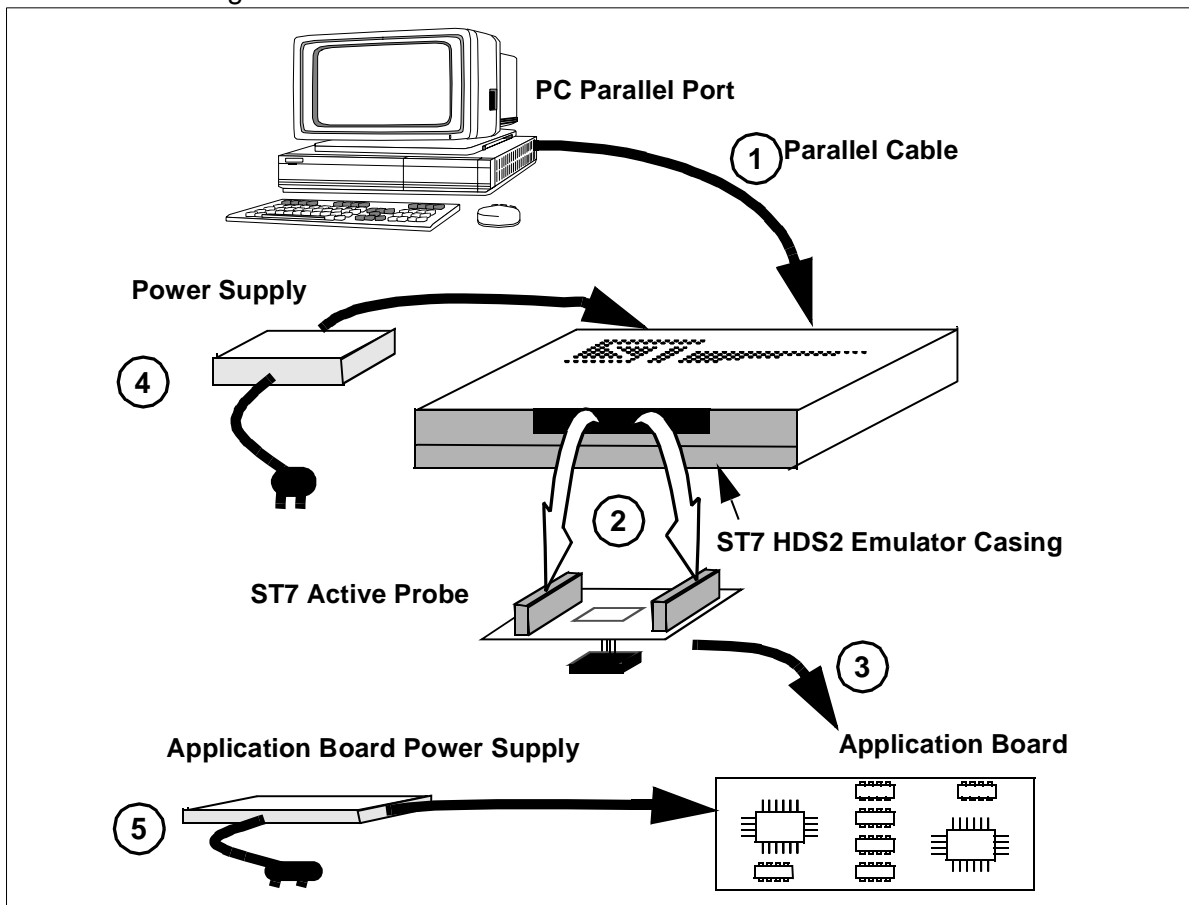 PC Parallel Port
1
Parallel Cable
Power Supply
4
2
ST7 HDS2 Emulator Casing
ST7 Active Probe
3
Application Board Power Supply
Application Board
5